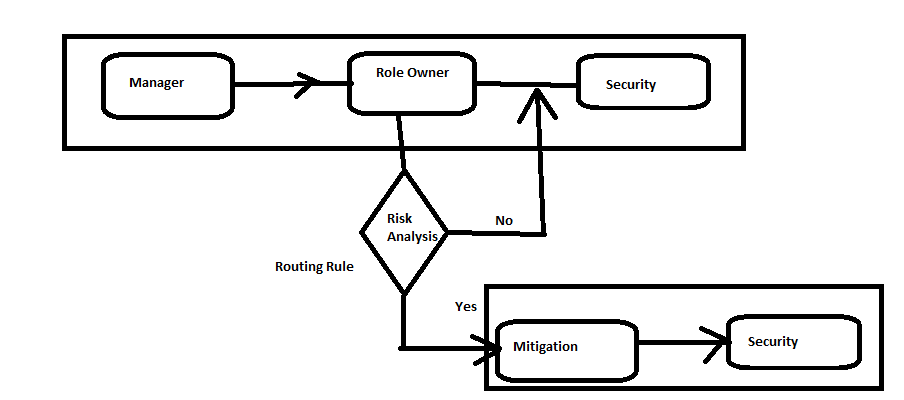 Manager
Role Owner
Security
Risk
Analysis
No
Routing Rule
Yes
Mitigation
Security